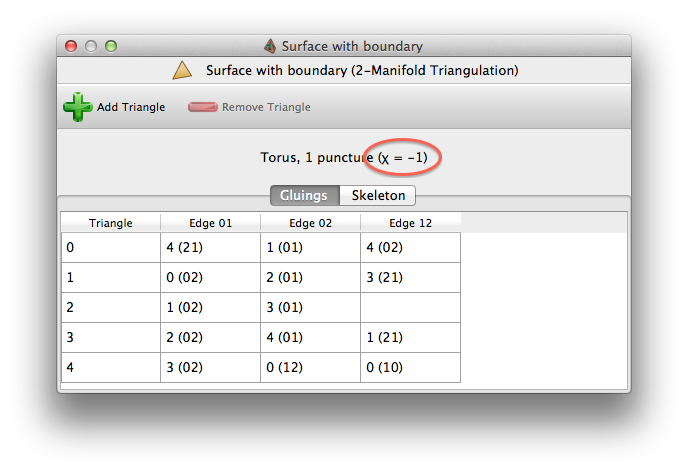 Surface with boundary
Surface with boundary (2-Manifold Triangulation)
Add Triangle Remove Triangle
Torus, 1 puncture (χ = -1)
Gluings Skeleton
Triangle Edge 01 Edge 02 Edge 12
0 4 (21) 1 (01) 4 (02)
1 0 (02) 2 (01) 3 (21)
2 1 (02) 3 (01)
3 2 (02) 4 (01) 1 (21)
4 3 (02) 0 (12) 0 (10)